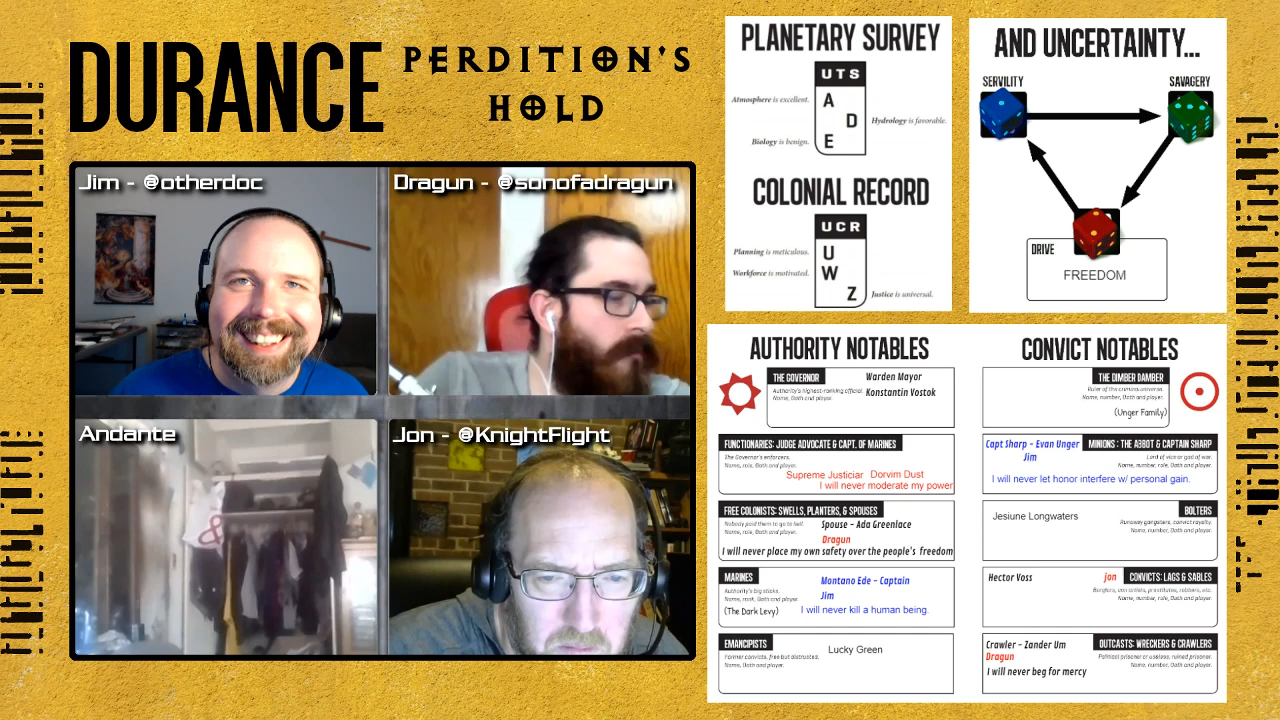 DURANCE
PERDITION'S
HOLD
Jim - @otherdoc
Dragun - @sonofadragun
Andante
Jon - @KnightFlight
PLANETARY SURVEY
UTS
Atmosphere is excellent.
A
D
Hydrology is favorable.
Biology is benign.
E
COLONIAL RECORD
UCR
Planning is meticulous.
U
Workforce is motivated.
W
Z
Justice is universal.
AND UNCERTAINTY...
SERVILITY
SAVAGERY
DRIVE
FREEDOM
AUTHORITY NOTABLES
THE GOVERNOR
Warden Mayor
Authority's highest-ranking official.
Name, Oath and player.
Konstantin Vostok
FUNCTIONARIES: JUDGE ADVOCATE & CAPT. OF MARINES
The Governor's enforcers.
Name, role, Oath and player.
Supreme Justiciar Dorvim Dust
I will never moderate my power
FREE COLONISTS: SWELLS, PLANTERS, & SPOUSES
Nobody paid them to go to hell.
Name, role, Oath and player.
Spouse - Ada Greenlace
Dragun
I will never place my own safety over the people's freedom
MARINES
Authority's big sticks.
Name, rank, Oath and player.
(The Dark Levy)
Montano Ede - Captain
Jim
I will never kill a human being.
EMANCIPISTS
Former convicts, free but distrusted.
Name, Oath and player.
Lucky Green
CONVICT NOTABLES
THE DIMBER DAMBER
Ruler of the criminal universe.
Name, number, Oath and player.
(Unger Family)
Capt Sharp - Evan Unger
MINIONS: THE ABBOT & CAPTAIN SHARP
Jim
Lord of vice or god of war.
Name, number, role, Oath and player.
I will never let honor interfere w/ personal gain.
BOLTERS
Jesiune Longwaters
Runaway gangsters, convict royalty.
Name, number, role, Oath and player.
Hector Voss
jon
CONVICTS: LAGS & SABLES
Burglars, con artists, prostitutes, robbers, etc.
Name, number, role, Oath and player.
Crawler - Zander Um
OUTCASTS: WRECKERS & CRAWLERS
Dragun
Political prisoner or useless, ruined prisoner.
Name, number, Oath and player.
I will never beg for mercy